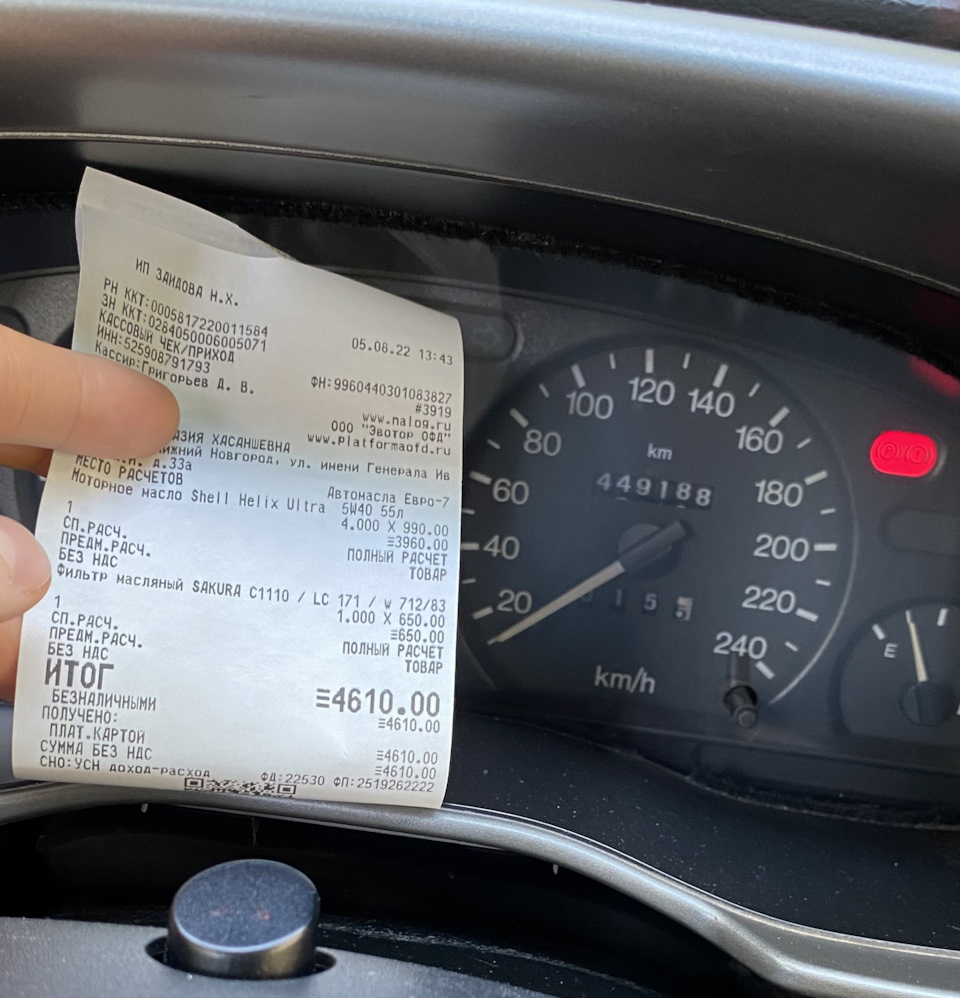 ИП ЗАИДОВА Н.Х.
РН ККТ:0005817220011584
05.08.22 13:43
ЗН ККТ:0284050006005071
КАССОВЫЙ ЧЕК/ПРИХОД
ФН:9960440301083827
ИНН:525908791793
#3919
Кассир:Григорьев Д. В.
www.nalog.ru
ООО "Эвотор ОФД"
www.platformaofd.ru
ХАСАНШЕВНА
Новгород, ул. имени Генерала Ив
д.33а
МЕСТО РАСЧЕТОВ
Автомасла Евро-7
Моторное масло Shell Helix Ultra 5W40 55л
1
4.000 X 990.00
≡3960.00
СП.РАСЧ.
ПОЛНЫЙ РАСЧЕТ
ПРЕДМ.РАСЧ.
ТОВАР
БЕЗ НДС
Фильтр масляный SAKURA C1110 / LC 171 / w 712/83
1
1.000 X 650.00
≡650.00
СП.РАСЧ.
ПОЛНЫЙ РАСЧЕТ
ПРЕДМ.РАСЧ.
ТОВАР
БЕЗ НДС
ИТОГ
≡4610.00
БЕЗНАЛИЧНЫМИ
≡4610.00
ПОЛУЧЕНО:
ПЛАТ.КАРТОЙ
≡4610.00
СУММА БЕЗ НДС
≡4610.00
СНО:УСН доход-расход
ФД:22530 ФП:2519262222
20
40
60
80
100
120
140
160
180
200
220
240
km
449188
1 5
km/h
E
(P) (!)